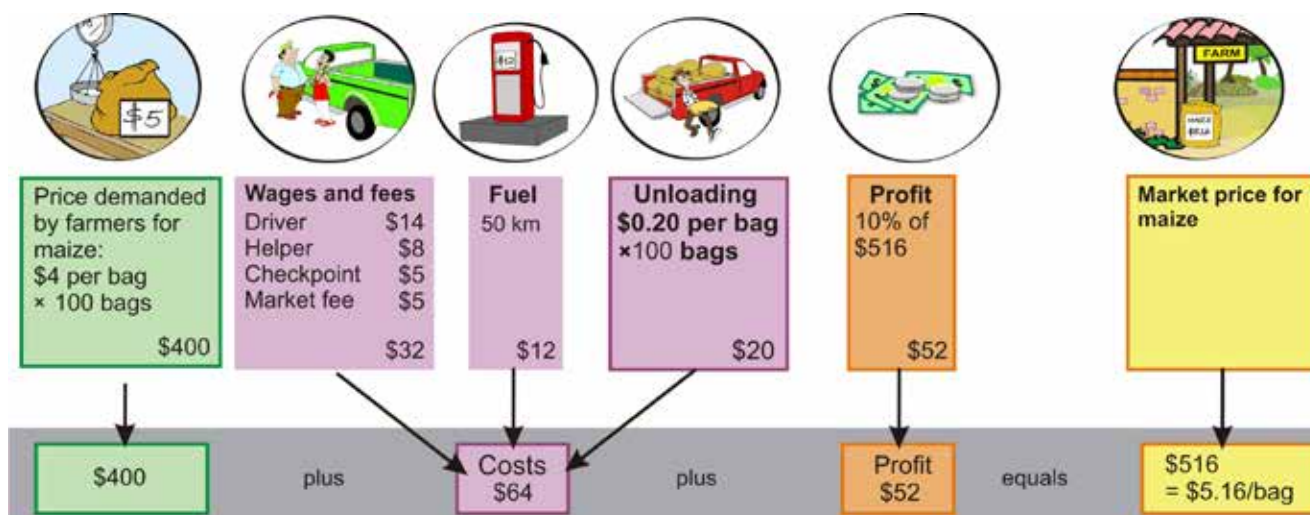 $5
$12
FARM
MAIZE
Price demanded
by farmers for
maize:
$4 per bag
× 100 bags
$400
Wages and fees
Driver $14
Helper $8
Checkpoint $5
Market fee $5
$32
Fuel
50 km
$12
Unloading
$0.20 per bag
×100 bags
$20
Profit
10% of
$516
$52
Market price for
maize
$400
plus
Costs
$64
plus
Profit
$52
equals
$516
= $5.16/bag